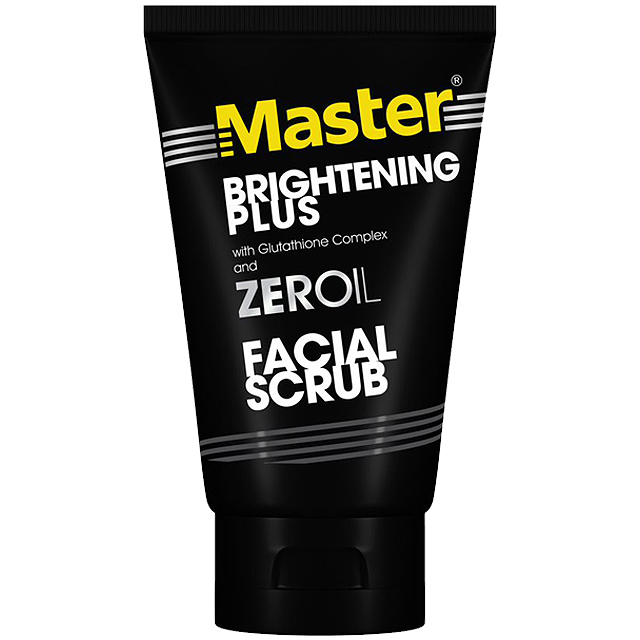 Master®
BRIGHTENING
PLUS
with Glutathione Complex
and
ZEROIL
FACIAL
SCRUB